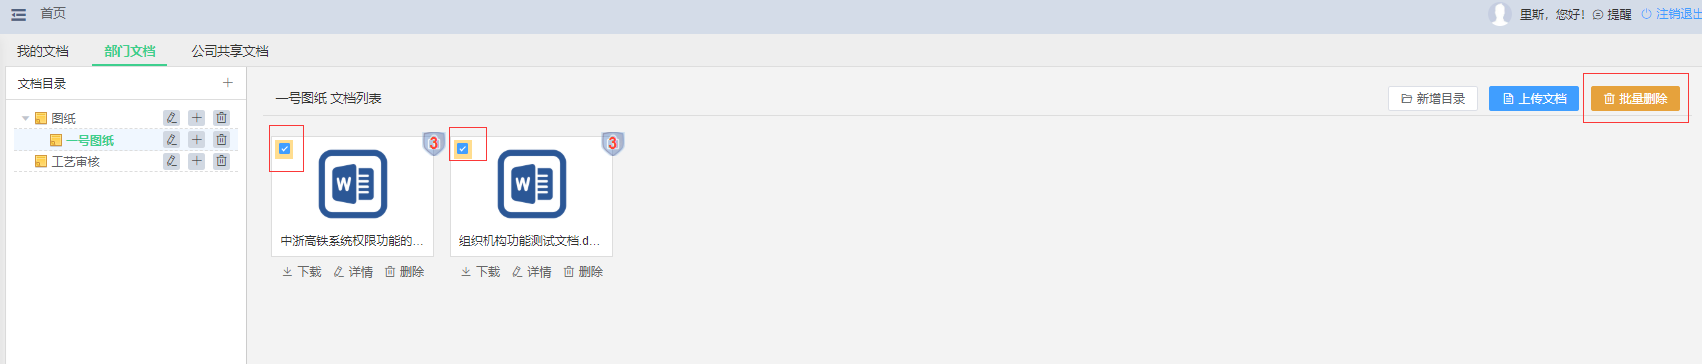 首页
里斯，您好！ 提醒 注销退出
我的文档 部门文档 公司共享文档
文档目录
图纸
一号图纸
工艺审核
一号图纸 文档列表
新增目录 上传文档 批量删除
3 3
W W
中浙高铁系统权限功能的... 组织机构功能测试文档.d...
下载 详情 删除 下载 详情 删除